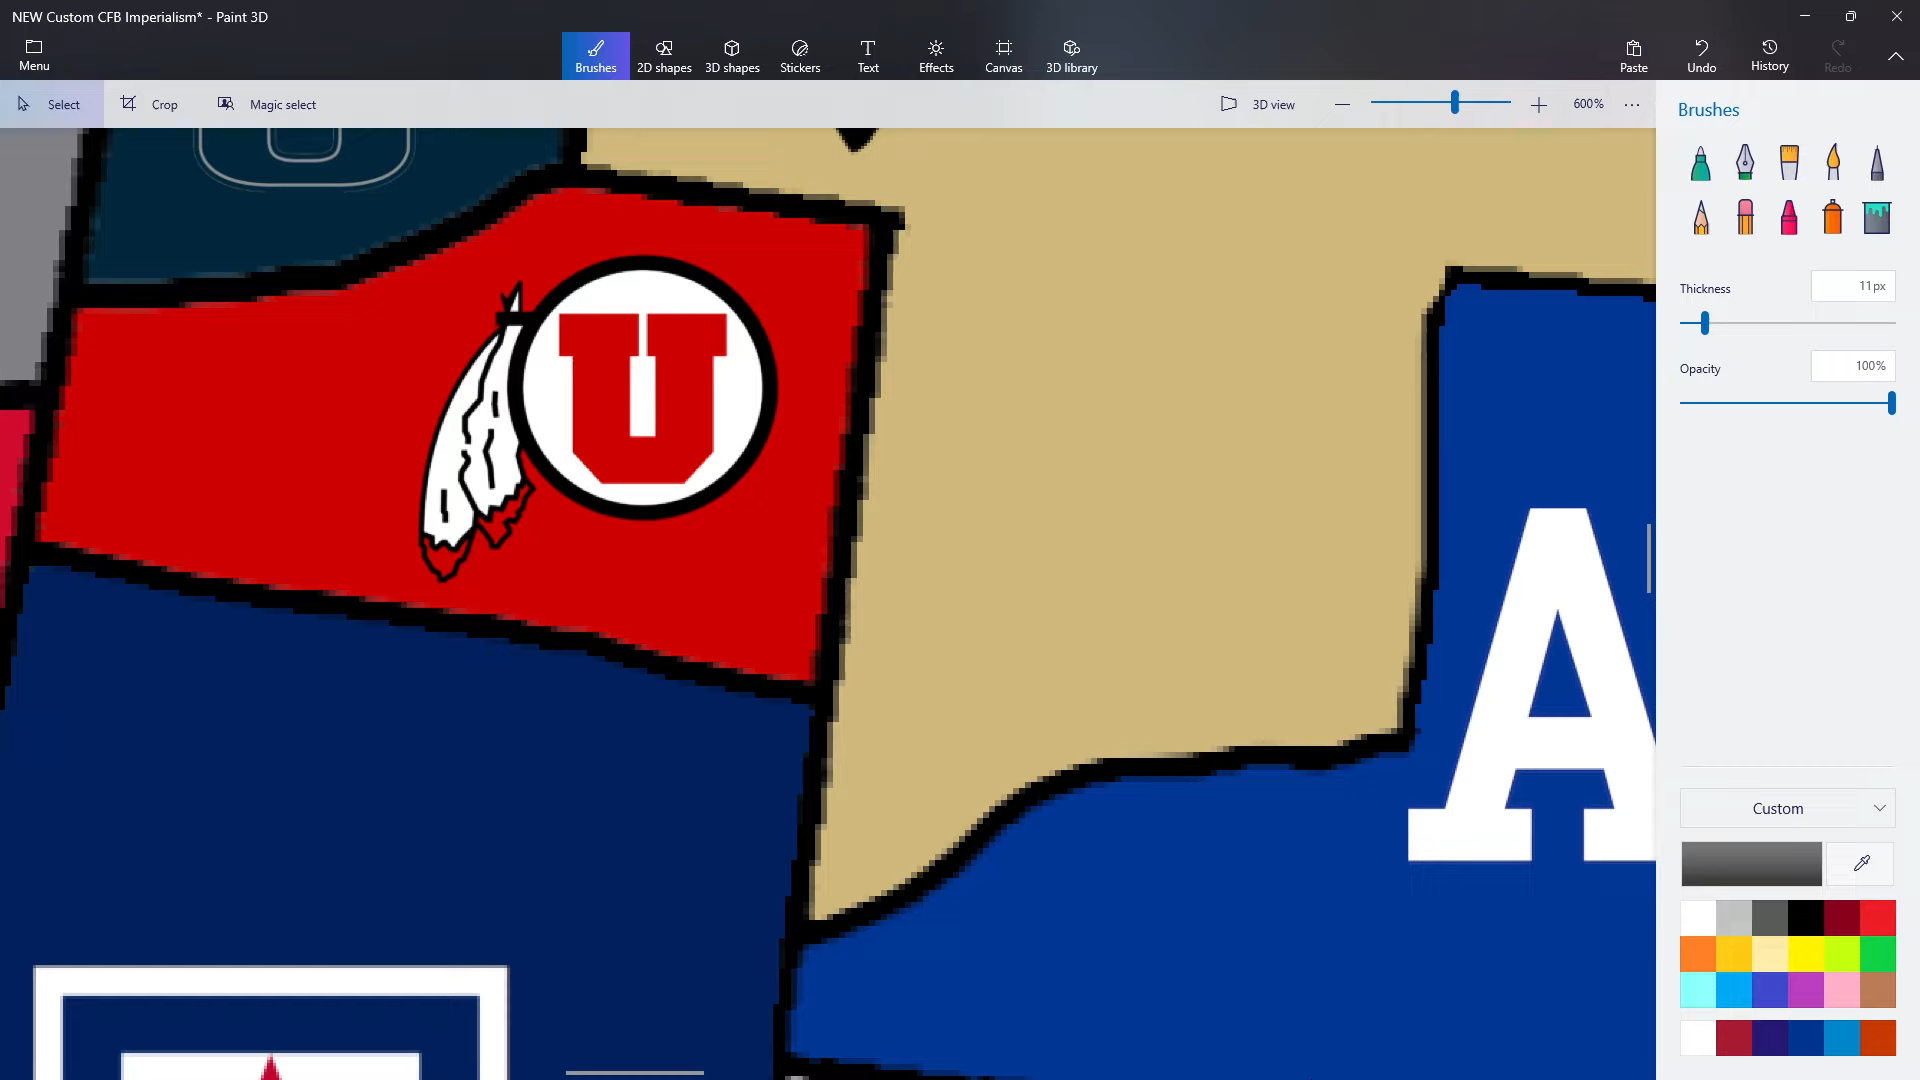 NEW Custom CFB Imperialism* - Paint 3D
Menu
Brushes
2D shapes
3D shapes
Stickers
Text
Effects
Canvas
3D library
Paste
Undo
History
Redo
Select
Crop
Magic select
3D view
600%
Brushes
Thickness
11px
Opacity
100%
Custom
U
A